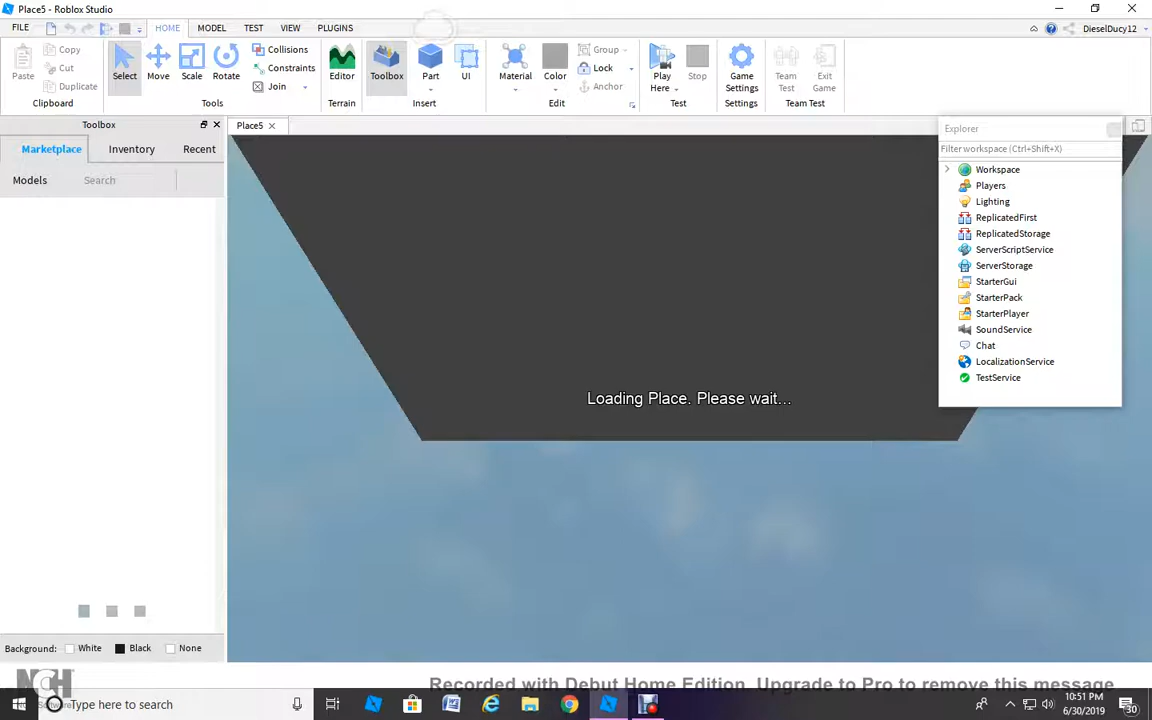 Place5 - Roblox Studio
FILE HOME MODEL TEST VIEW PLUGINS DieselDucy12
Paste Copy Cut Duplicate Select Move Scale Rotate Collisions Constraints Join Editor Toolbox Part UI Material Color Group Lock Anchor Play Here Stop Game Settings Team Test Exit Game
Clipboard Tools Terrain Insert Edit Test Settings Team Test
Toolbox
Place5
Explorer
Marketplace Inventory Recent
Filter workspace (Ctrl+Shift+X)
Models Search
Workspace
Players
Lighting
ReplicatedFirst
ReplicatedStorage
ServerScriptService
ServerStorage
StarterGui
StarterPack
StarterPlayer
SoundService
Chat
LocalizationService
TestService
Loading Place. Please wait...
Background: White Black None
NCH
Recorded with Debut Home Edition. Upgrade to Pro to remove this message
Type here to search
10:51 PM
6/30/2019
30